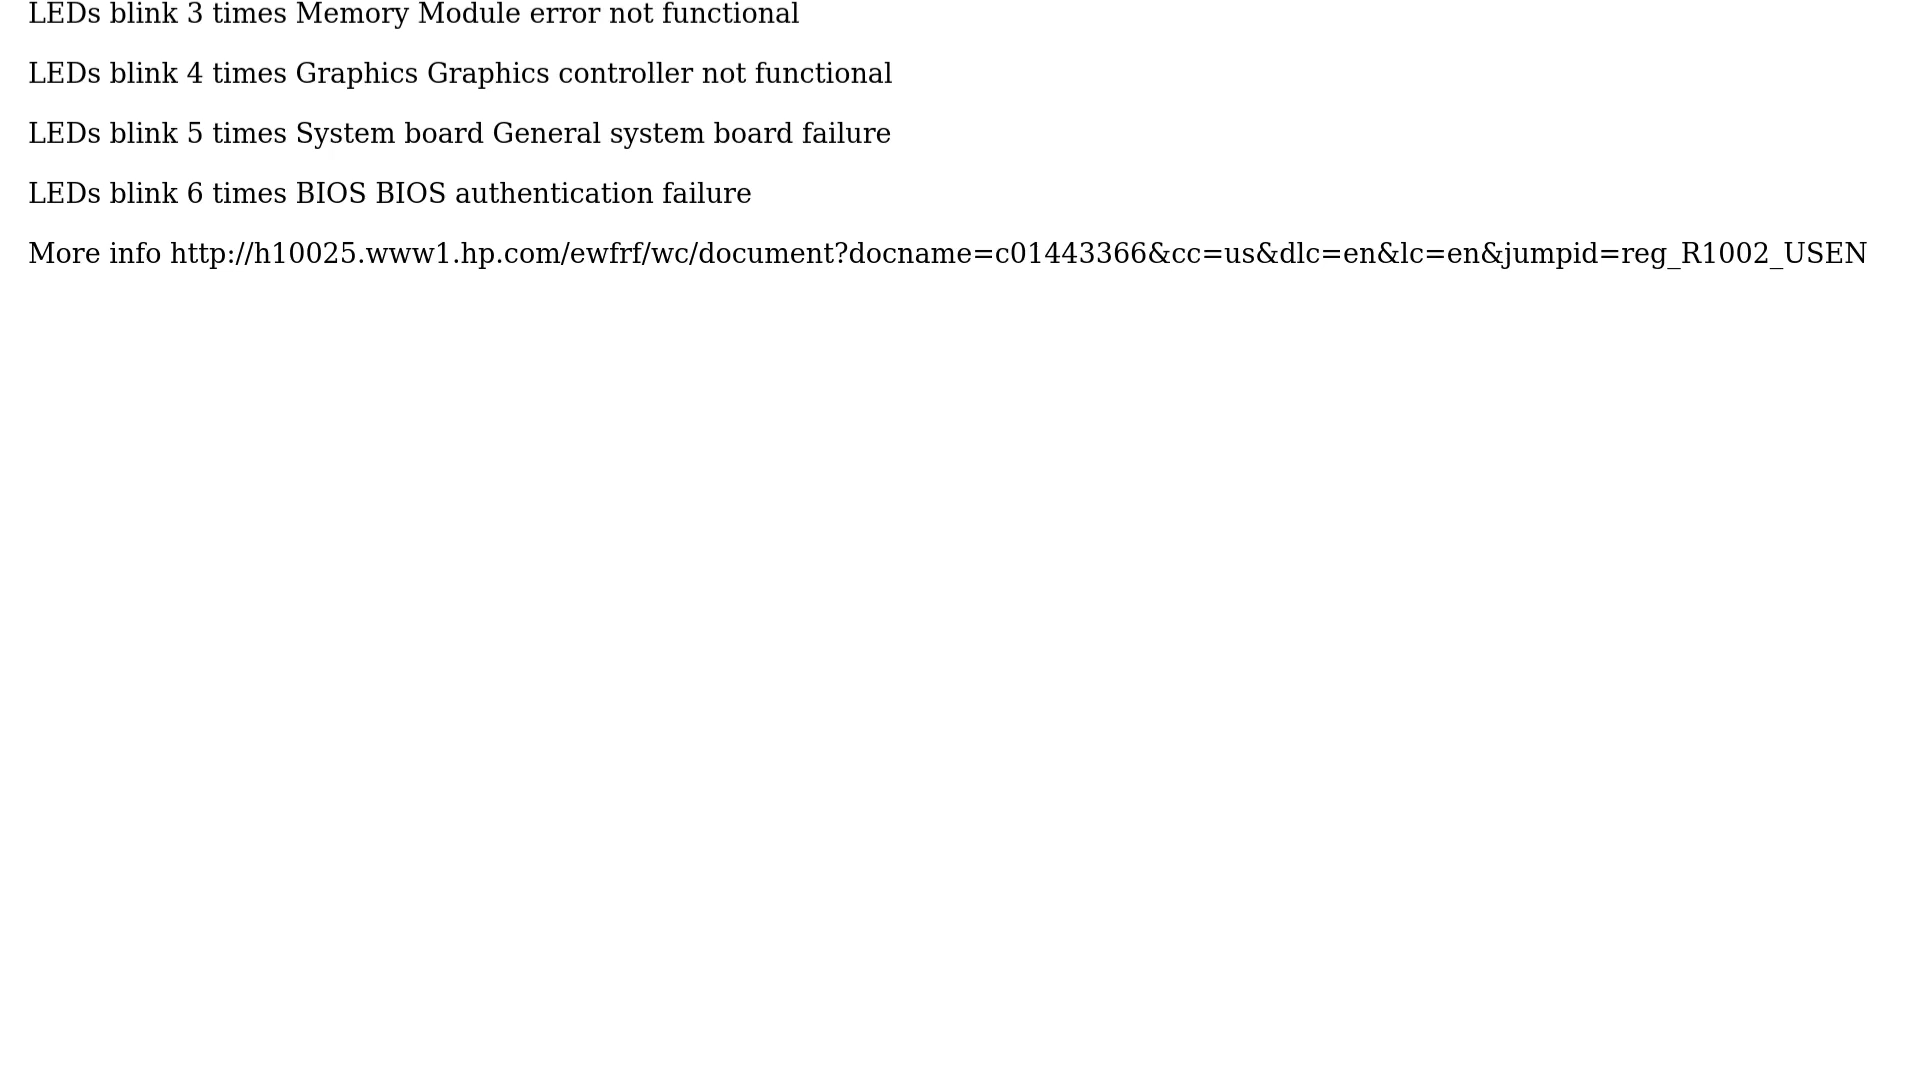 LEDs blink 3 times Memory Module error not functional
LEDs blink 4 times Graphics Graphics controller not functional
LEDs blink 5 times System board General system board failure
LEDs blink 6 times BIOS BIOS authentication failure
More info http://h10025.www1.hp.com/ewfrf/wc/document?docname=c01443366&cc=us&dlc=en&lc=en&jumpid=reg_R1002_USEN